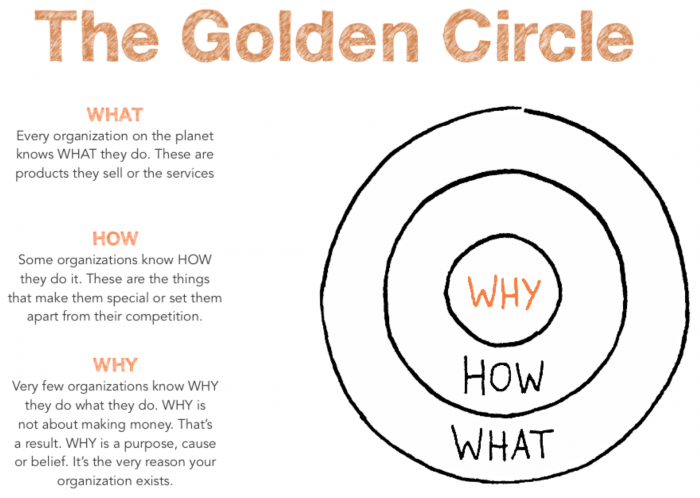 The Golden Circle
WHAT
Every organization on the planet
knows WHAT they do. These are
products they sell or the services
HOW
Some organizations know HOW
they do it. These are the things
that make them special or set them
apart from their competition.
WHY
Very few organizations know WHY
they do what they do. WHY is
not about making money. That's
a result. WHY is a purpose, cause
or belief. It's the very reason your
organization exists.
WHY
HOW
WHAT